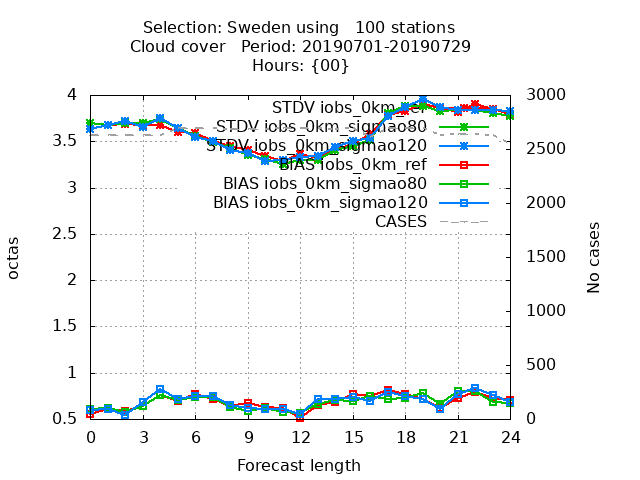 Selection: Sweden using   100 stations
Cloud cover   Period: 20190701-20190729
Hours: {00}
octas
4
3.5
3
2.5
2
1.5
1
0.5
STDV iobs_0km_ref
STDV iobs_0km_sigmao80
STDV iobs_0km_sigmao120
BIAS iobs_0km_ref
BIAS iobs_0km_sigmao80
BIAS iobs_0km_sigmao120
CASES
3000
2500
2000
1500
1000
500
0
No cases
0 3 6 9 12 15 18 21 24
Forecast length